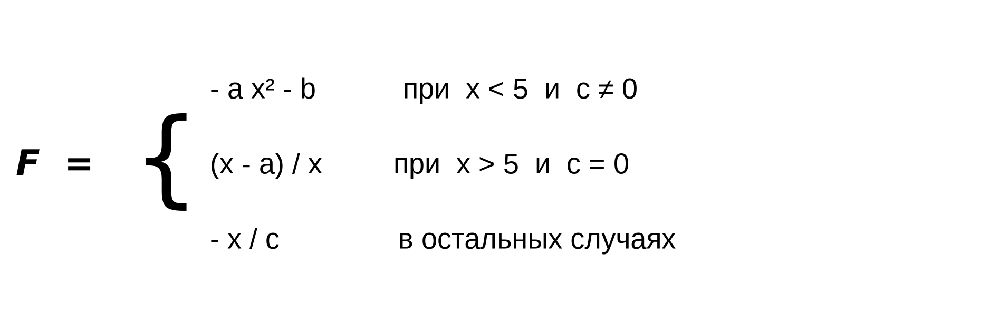 - a x² - b при x < 5 и c ≠ 0
F = { (x - a) / x при x > 5 и c = 0
- x / c в остальных случаях